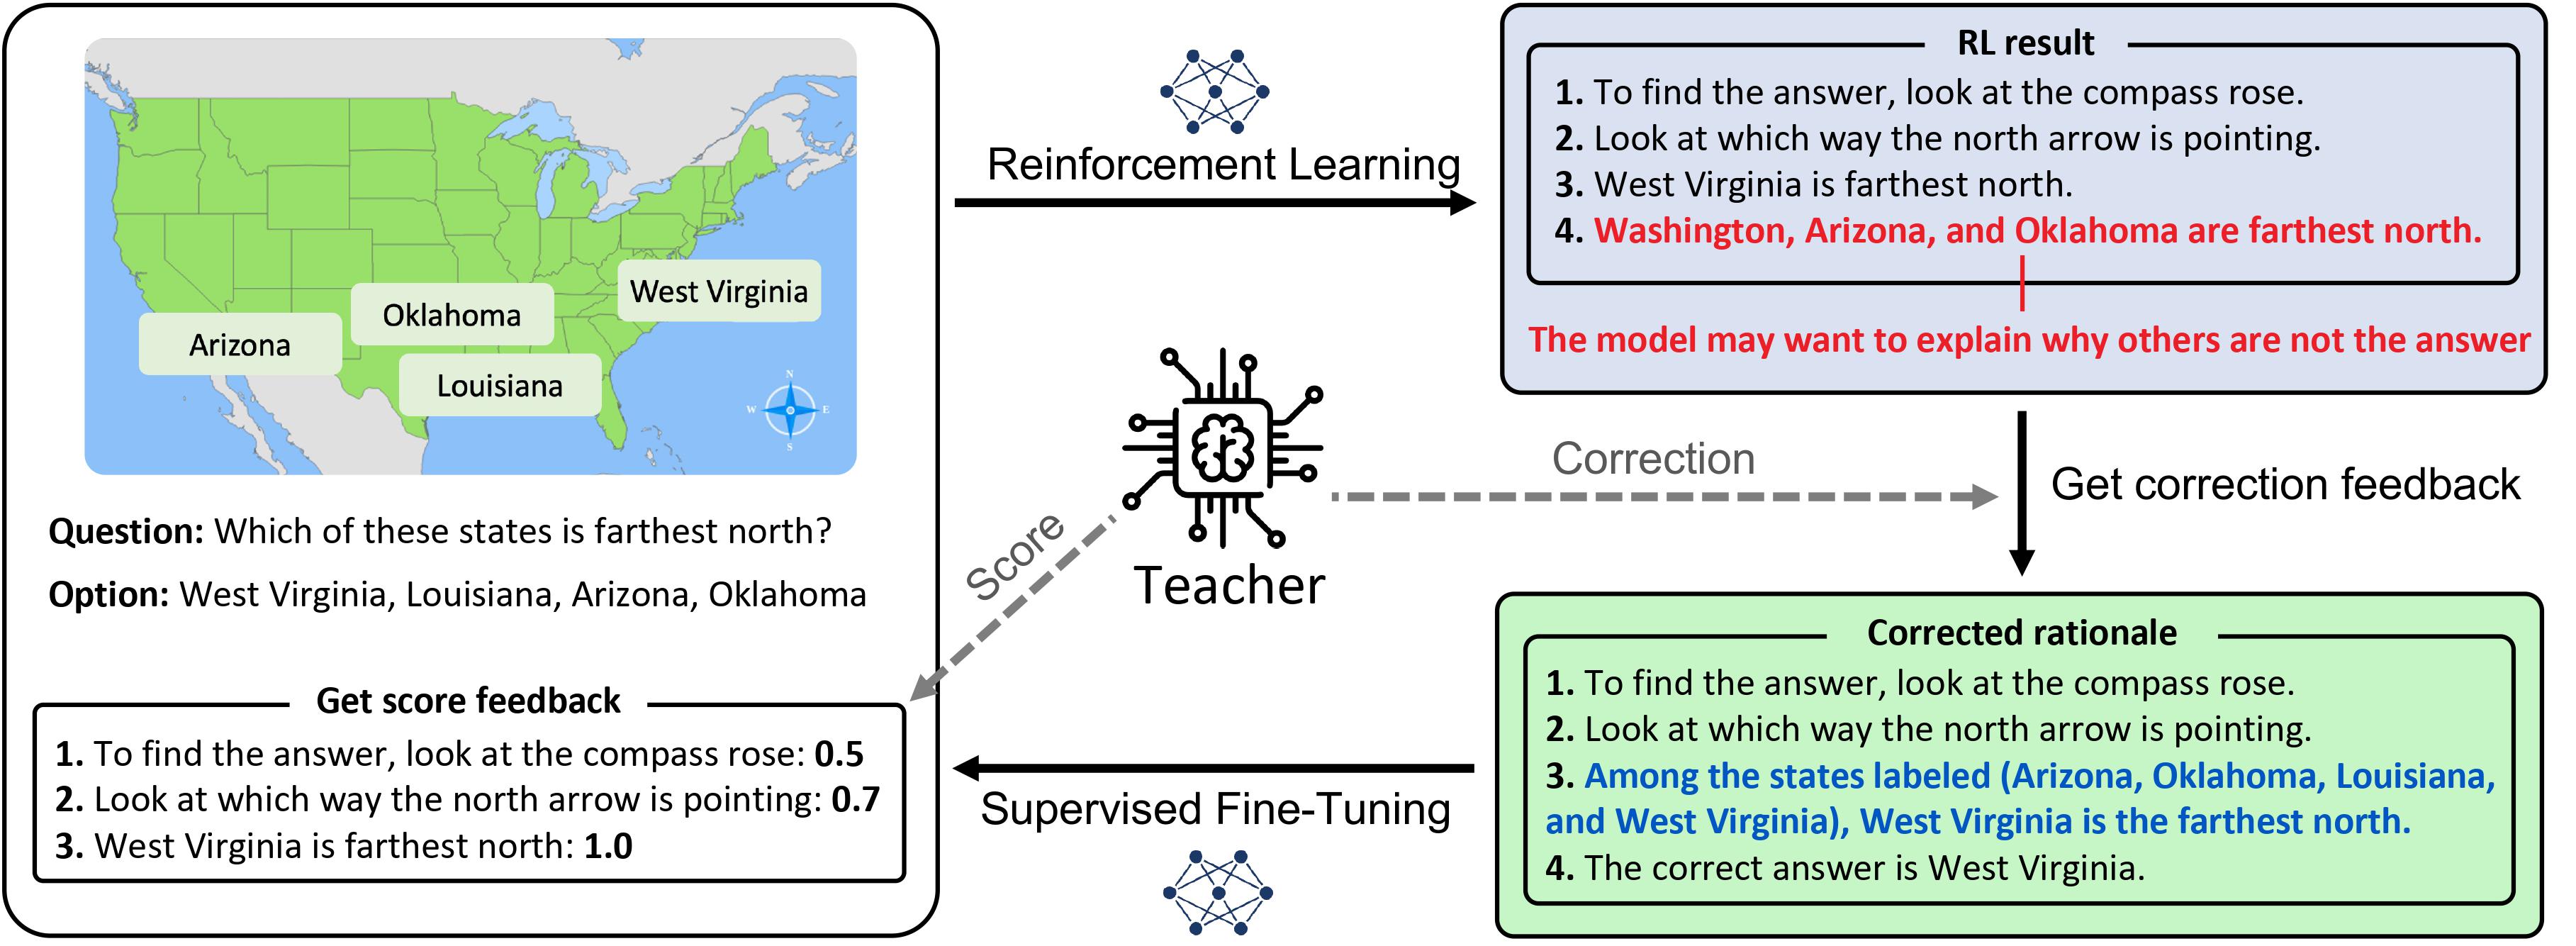 West Virginia
Oklahoma
Arizona
Louisiana
N
W
E
S
Question: Which of these states is farthest north?
Option: West Virginia, Louisiana, Arizona, Oklahoma
Get score feedback
1. To find the answer, look at the compass rose: 0.5
2. Look at which way the north arrow is pointing: 0.7
3. West Virginia is farthest north: 1.0
Reinforcement Learning
Score
Teacher
Correction
Supervised Fine-Tuning
RL result
1. To find the answer, look at the compass rose.
2. Look at which way the north arrow is pointing.
3. West Virginia is farthest north.
4. Washington, Arizona, and Oklahoma are farthest north.
The model may want to explain why others are not the answer
Get correction feedback
Corrected rationale
1. To find the answer, look at the compass rose.
2. Look at which way the north arrow is pointing.
3. Among the states labeled (Arizona, Oklahoma, Louisiana,
and West Virginia), West Virginia is the farthest north.
4. The correct answer is West Virginia.